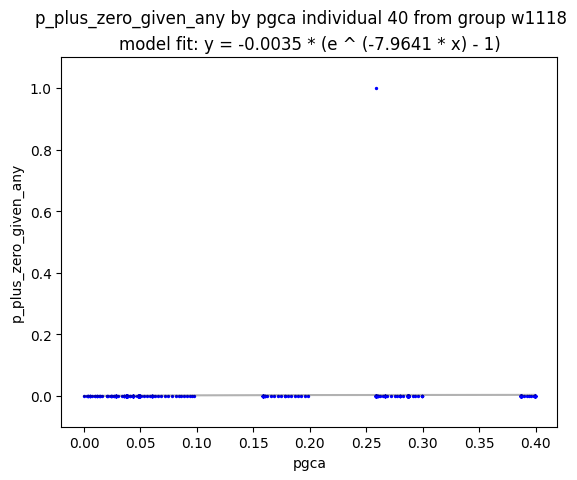 p_plus_zero_given_any by pgca individual 40 from group w1118
model fit: y = -0.0035 * (e ^ (-7.9641 * x) - 1)
1.0
0.8
0.6
0.4
0.2
0.0
p_plus_zero_given_any
0.00 0.05 0.10 0.15 0.20 0.25 0.30 0.35 0.40
pgca